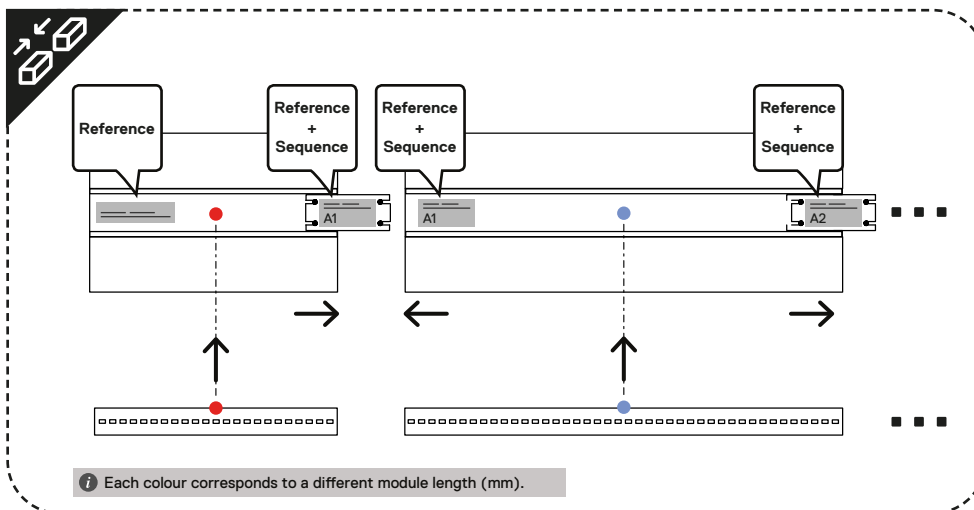 Reference
Reference
+
Sequence
Reference
+
Sequence
Reference
+
Sequence
A1
A1
A2
i Each colour corresponds to a different module length (mm).